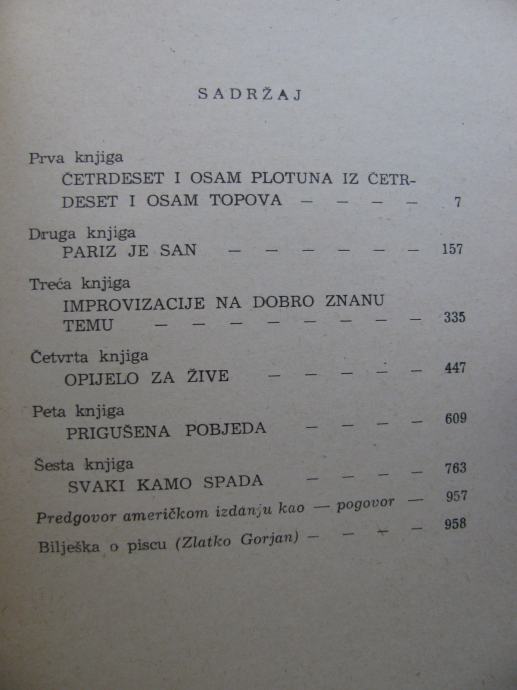 SADRŽAJ
Prva knjiga
ČETRDESET I OSAM PLOTUNA IZ ČETR-
DESET I OSAM TOPOVA — — — — 7
Druga knjiga
PARIZ JE SAN — — — — — — 157
Treća knjiga
IMPROVIZACIJE NA DOBRO ZNANU
TEMU — — — — — — — — 335
Četvrta knjiga
OPIJELO ZA ŽIVE — — — — — 447
Peta knjiga
PRIGUŠENA POBJEDA — — — — 609
Šesta knjiga
SVAKI KAMO SPADA — — — — 763
Predgovor američkom izdanju kao — pogovor — 957
Bilješka o piscu (Zlatko Gorjan) — — — — 958